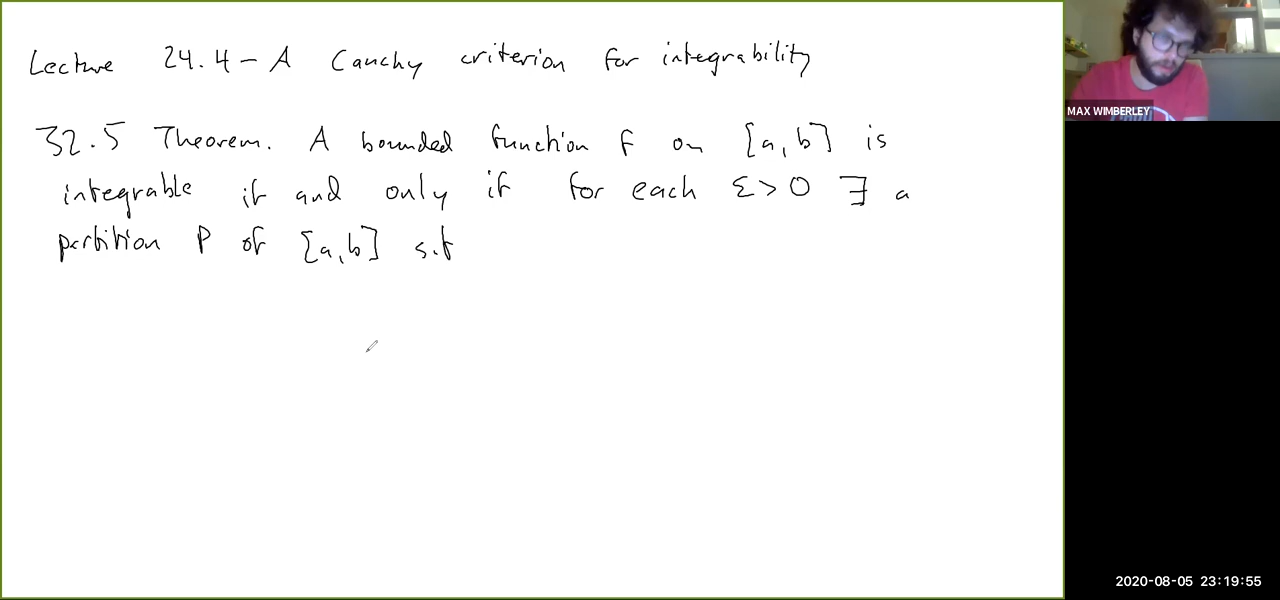 Lecture 24.4 - A Cauchy criterion for integrability
32.5 Theorem. A bounded function f on [a,b] is
integrable if and only if for each ε>0 ∃ a
partition P of [a,b] s.t
MAX WIMBERLEY
2020-08-05 23:19:55